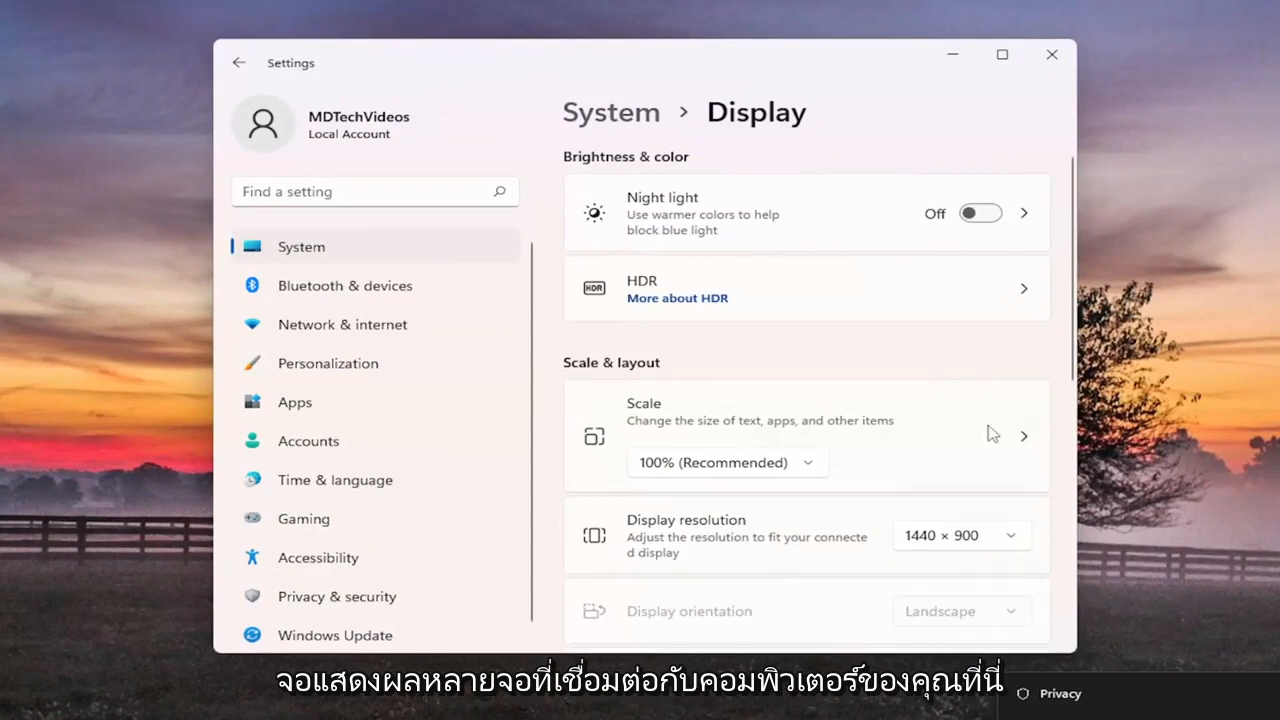 Settings
MDTechVideos
Local Account
Find a setting
System
Bluetooth & devices
Network & internet
Personalization
Apps
Accounts
Time & language
Gaming
Accessibility
Privacy & security
Windows Update
System › Display
Brightness & color
Night light
Use warmer colors to help
block blue light
Off
HDR
HDR
More about HDR
Scale & layout
Scale
Change the size of text, apps, and other items
100% (Recommended)
Display resolution
Adjust the resolution to fit your connecte
d display
1440 × 900
Display orientation
Landscape
จอแสดงผลหลายจอที่เชื่อมต่อกับคอมพิวเตอร์ของคุณที่นี่
Privacy